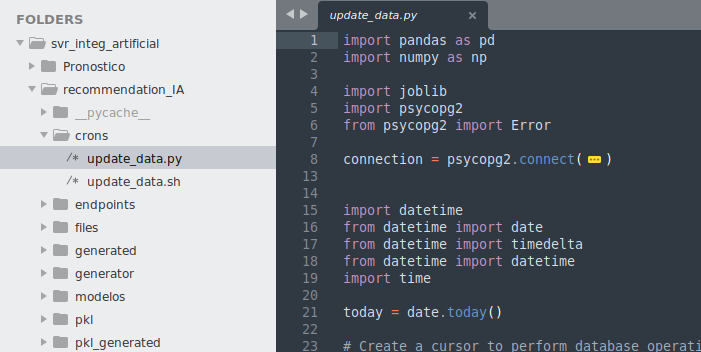 FOLDERS
svr_integ_artificial
Pronostico
recommendation_IA
__pycache__
crons
/* update_data.py
/* update_data.sh
endpoints
files
generated
generator
modelos
pkl
pkl_generated
update_data.py ×
1 import pandas as pd
2 import numpy as np
3
4 import joblib
5 import psycopg2
6 from psycopg2 import Error
7
8 connection = psycopg2.connect(...)
13
14
15 import datetime
16 from datetime import date
17 from datetime import timedelta
18 from datetime import datetime
19 import time
20
21 today = date.today()
22
23 # Create a cursor to perform database operati